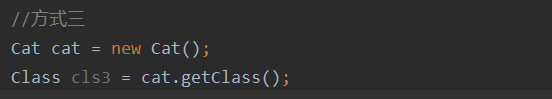 //方式三
Cat cat = new Cat();
Class cls3 = cat.getClass();